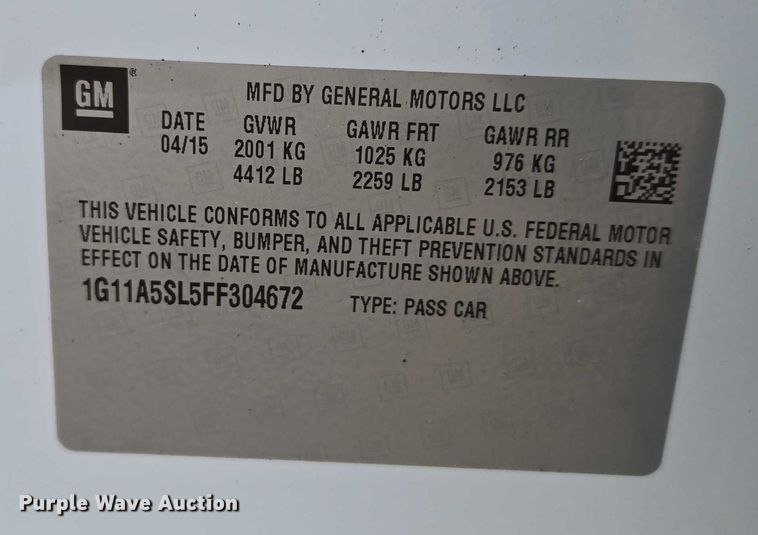 GM®
MFD BY GENERAL MOTORS LLC
DATE GVWR GAWR FRT GAWR RR
04/15 2001 KG 1025 KG 976 KG
4412 LB 2259 LB 2153 LB
THIS VEHICLE CONFORMS TO ALL APPLICABLE U.S. FEDERAL MOTOR
VEHICLE SAFETY, BUMPER, AND THEFT PREVENTION STANDARDS IN
EFFECT ON THE DATE OF MANUFACTURE SHOWN ABOVE.
1G11A5SL5FF304672 TYPE: PASS CAR
Purple Wave Auction